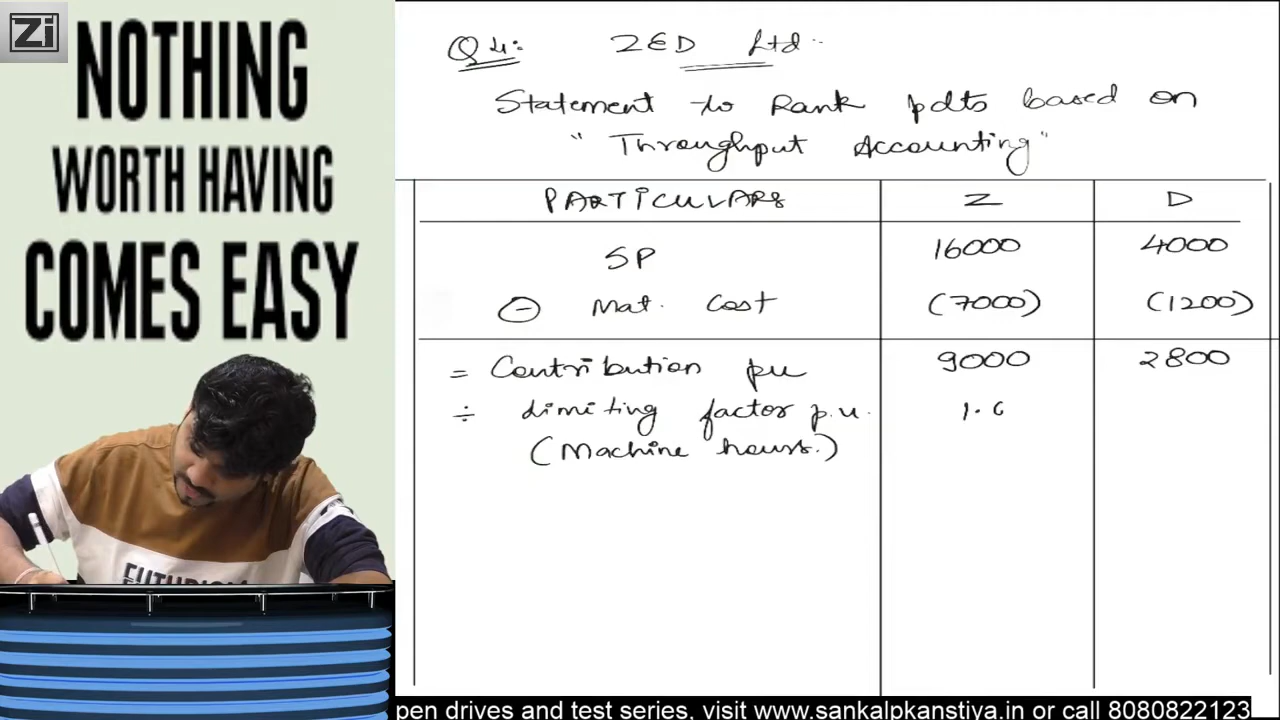 Zi
NOTHING
WORTH HAVING
COMES EASY
Q4: ZED Ltd.
Statement to Rank pdts based on
"Throughput Accounting"
PARTICULARS Z D
SP 16000 4000
⊖ Mat. Cost (7000) (1200)
= Contribution pu 9000 2800
÷ limiting factor p.u. 1.
(Machine hours.)
FUTURISM
pen drives and test series, visit www.sankalpkanstiya.in or call 8080822123